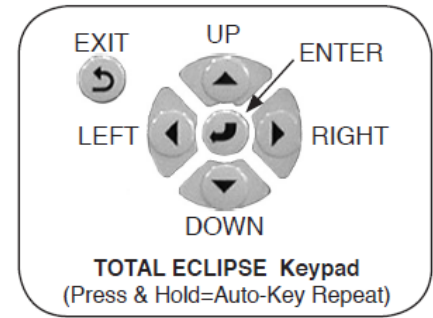 UP
EXIT
ENTER
LEFT
RIGHT
DOWN
TOTAL ECLIPSE Keypad
(Press & Hold=Auto-Key Repeat)